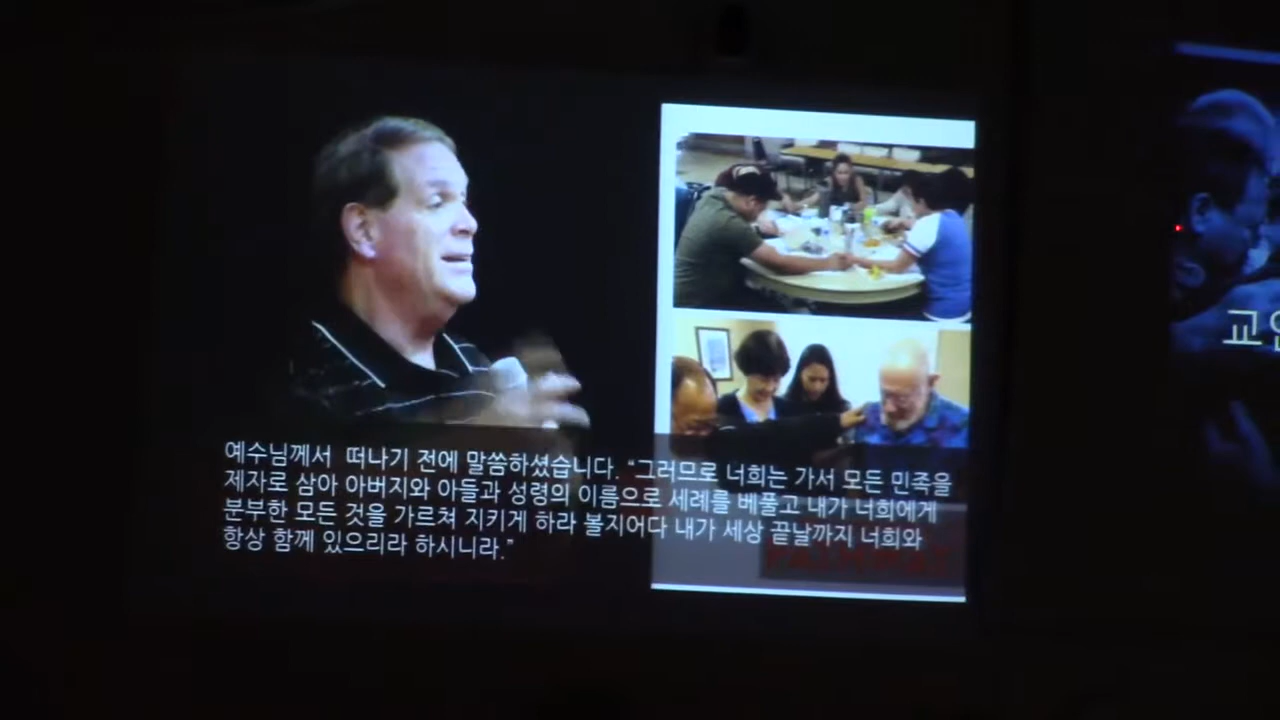 예수님께서 떠나기 전에 말씀하셨습니다. “그러므로 너희는 가서 모든 민족을
제자로 삼아 아버지와 아들과 성령의 이름으로 세례를 베풀고 내가 너희에게
분부한 모든 것을 가르쳐 지키게 하라 볼지어다 내가 세상 끝날까지 너희와
항상 함께 있으리라 하시니라.”